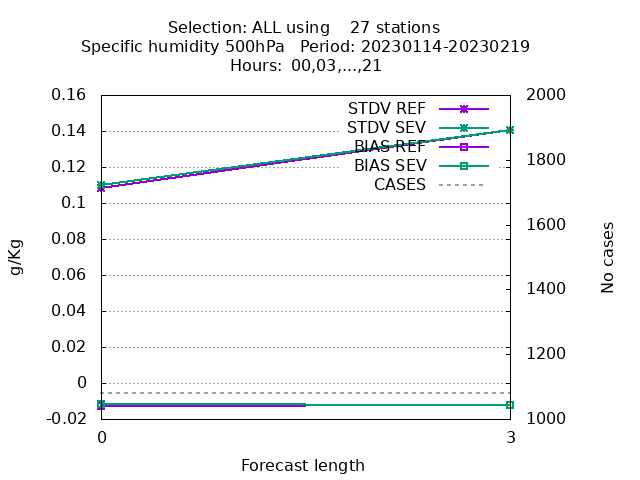 Selection: ALL using    27 stations
Specific humidity 500hPa   Period: 20230114-20230219
Hours:  00,03,...,21
0.16
0.14
0.12
0.1
0.08
0.06
0.04
0.02
0
-0.02
g/Kg
STDV REF
STDV SEV
BIAS REF
BIAS SEV
CASES
2000
1800
1600
1400
1200
1000
No cases
0
3
Forecast length